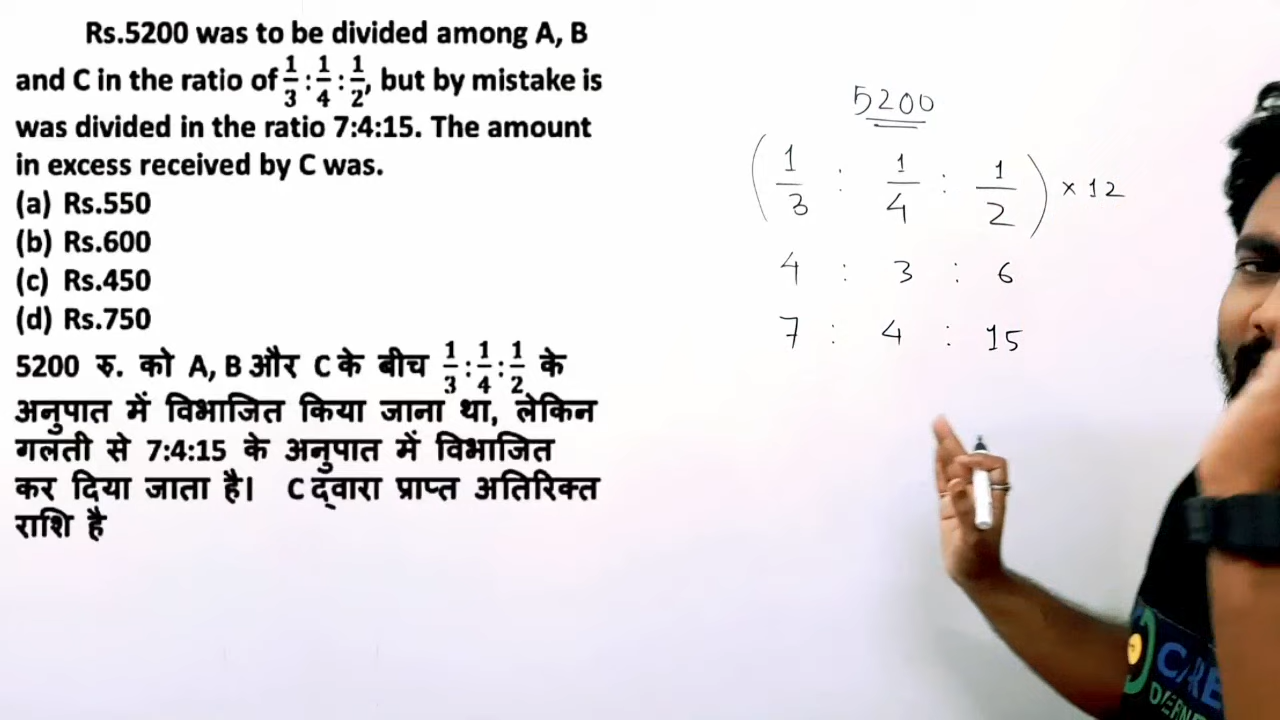 Rs.5200 was to be divided among A, B
and C in the ratio of 1/3 : 1/4 : 1/2, but by mistake is
was divided in the ratio 7:4:15. The amount
in excess received by C was.
(a) Rs.550
(b) Rs.600
(c) Rs.450
(d) Rs.750
5200 रु. को A, B और C के बीच 1/3 : 1/4 : 1/2 के
अनुपात में विभाजित किया जाना था, लेकिन
गलती से 7:4:15 के अनुपात में विभाजित
कर दिया जाता है। C द्वारा प्राप्त अतिरिक्त
राशि है
5200
(1/3 : 1/4 : 1/2) × 12
4 : 3 : 6
7 : 4 : 15